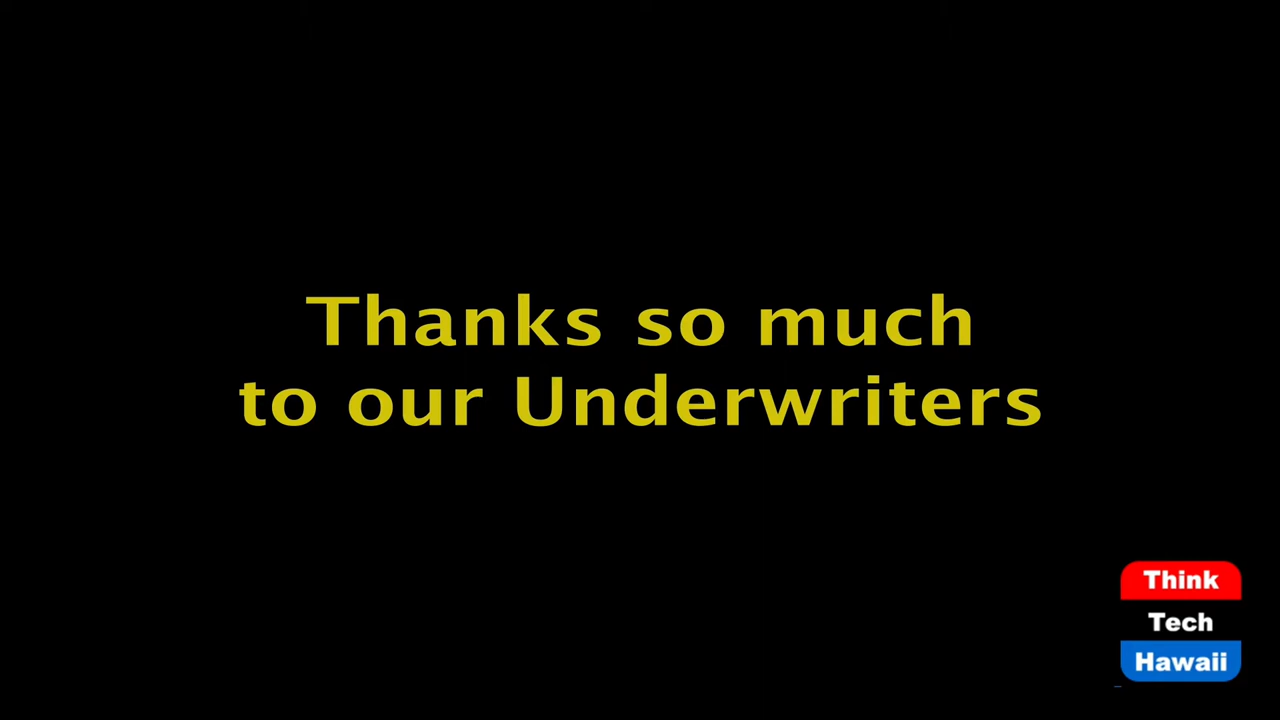 Thanks so much
to our Underwriters
Think
Tech
Hawaii